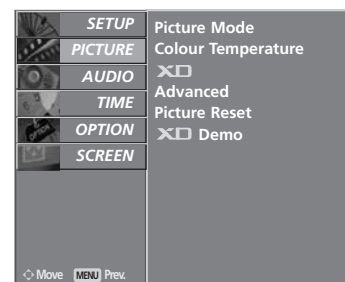 SETUP
PICTURE
AUDIO
TIME
OPTION
SCREEN
Picture Mode
Colour Temperature
XD
Advanced
Picture Reset
XD Demo
Move MENU Prev.